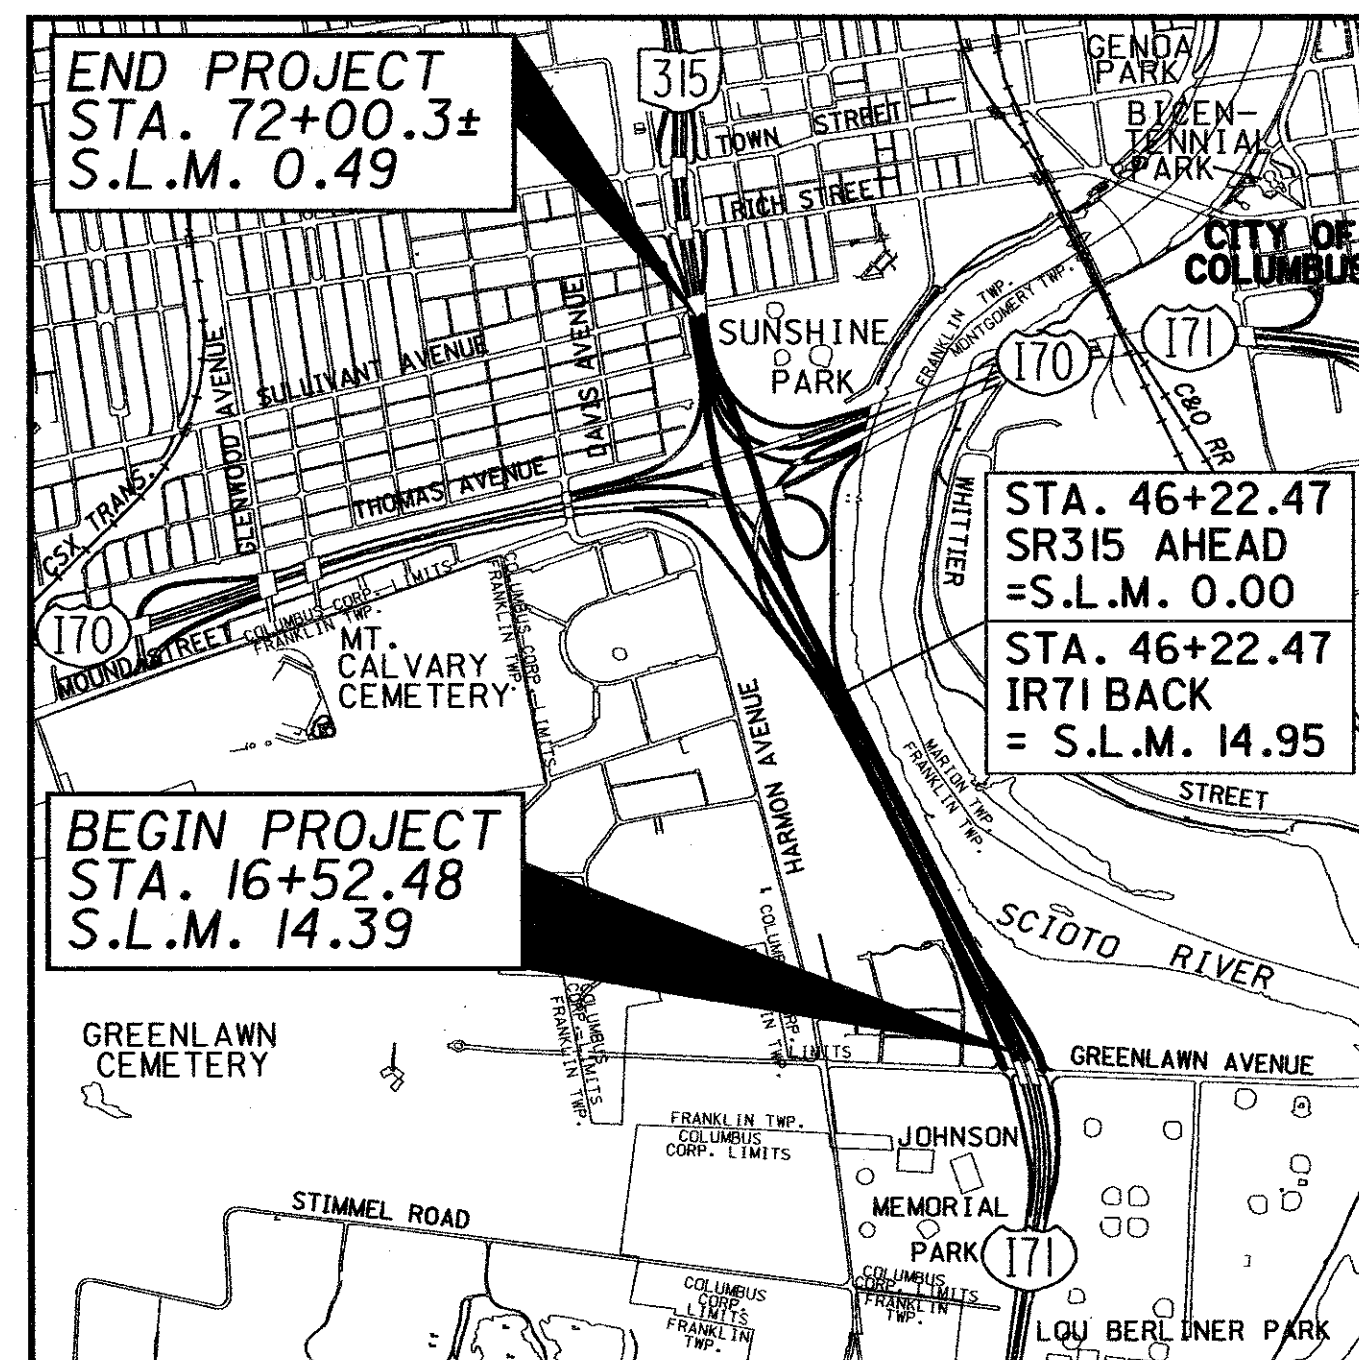 END PROJECT
STA. 72+00.3±
S.L.M. 0.49
315
TOWN STREET
RICH STREET
GENOA
PARK
BICEN-
TENNIAL
PARK
CITY OF
COLUMBUS
SUNSHINE
PARK
FRANKLIN TWP.
MONTGOMERY TWP.
I70
I71
C&O RR
GLENWOOD AVENUE
SULLIVANT AVENUE
DAVIS AVENUE
THOMAS AVENUE
CSX TRANS.
WHITTIER
STA. 46+22.47
SR315 AHEAD
=S.L.M. 0.00
STA. 46+22.47
IR71 BACK
= S.L.M. 14.95
I70
MOUND STREET
COLUMBUS CORP. LIMITS
FRANKLIN TWP.
COLUMBUS CORP. LIMITS
FRANKLIN TWP.
MT.
CALVARY
CEMETERY
HARMON AVENUE
MARION TWP.
FRANKLIN TWP.
STREET
BEGIN PROJECT
STA. 16+52.48
S.L.M. 14.39
SCIOTO RIVER
GREENLAWN
CEMETERY
COLUMBUS
CORP. LIMITS
FRANKLIN TWP.
LIMITS
GREENLAWN AVENUE
FRANKLIN TWP.
COLUMBUS
CORP. LIMITS
JOHNSON
MEMORIAL
PARK
STIMMEL ROAD
I71
COLUMBUS
CORP. LIMITS
FRANKLIN
TWP.
COLUMBUS
CORP.
LIMITS
FRANKLIN
TWP.
LOU BERLINER PARK